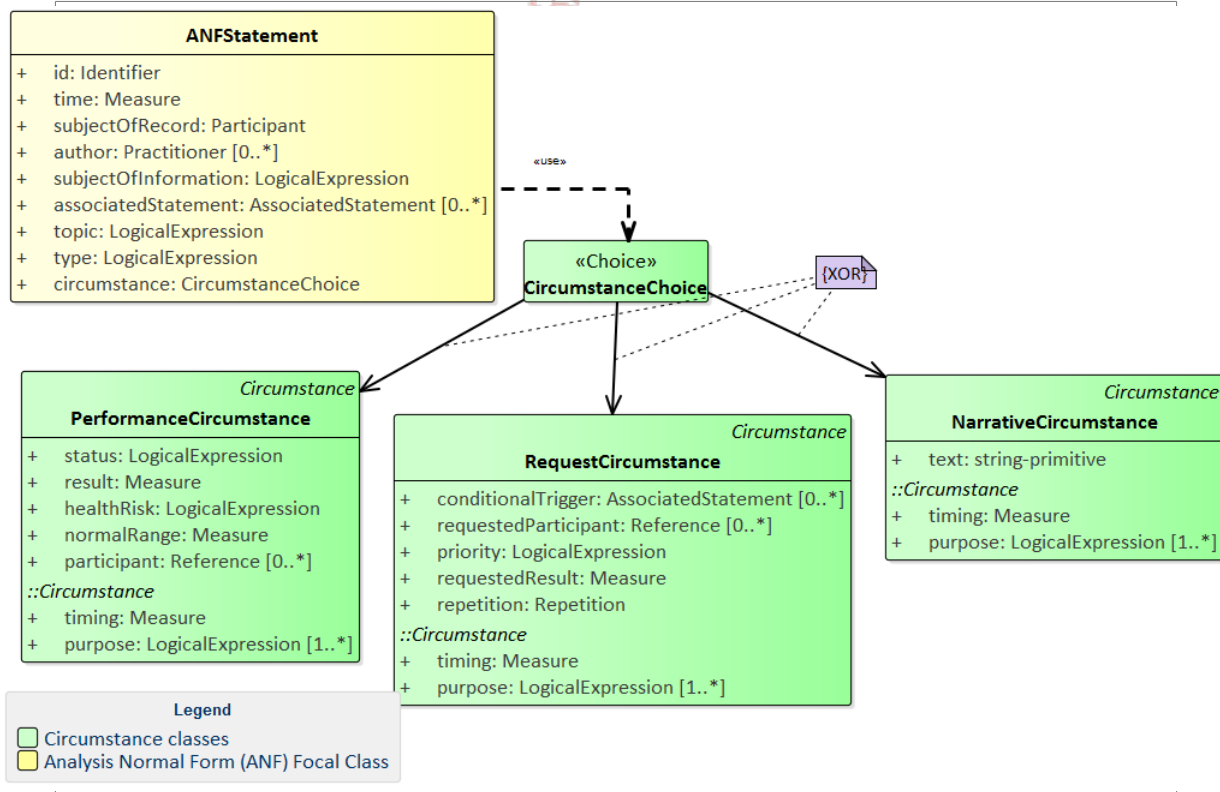 ANFStatement
+ id: Identifier
+ time: Measure
+ subjectOfRecord: Participant
+ author: Practitioner [0..*]
+ subjectOfInformation: LogicalExpression
+ associatedStatement: AssociatedStatement [0..*]
+ topic: LogicalExpression
+ type: LogicalExpression
+ circumstance: CircumstanceChoice
«use»
«Choice»
CircumstanceChoice
{XOR}
Circumstance
PerformanceCircumstance
+ status: LogicalExpression
+ result: Measure
+ healthRisk: LogicalExpression
+ normalRange: Measure
+ participant: Reference [0..*]
::Circumstance
+ timing: Measure
+ purpose: LogicalExpression [1..*]
Circumstance
RequestCircumstance
+ conditionalTrigger: AssociatedStatement [0..*]
+ requestedParticipant: Reference [0..*]
+ priority: LogicalExpression
+ requestedResult: Measure
+ repetition: Repetition
::Circumstance
+ timing: Measure
+ purpose: LogicalExpression [1..*]
Circumstance
NarrativeCircumstance
+ text: string-primitive
::Circumstance
+ timing: Measure
+ purpose: LogicalExpression [1..*]
Legend
Circumstance classes
Analysis Normal Form (ANF) Focal Class